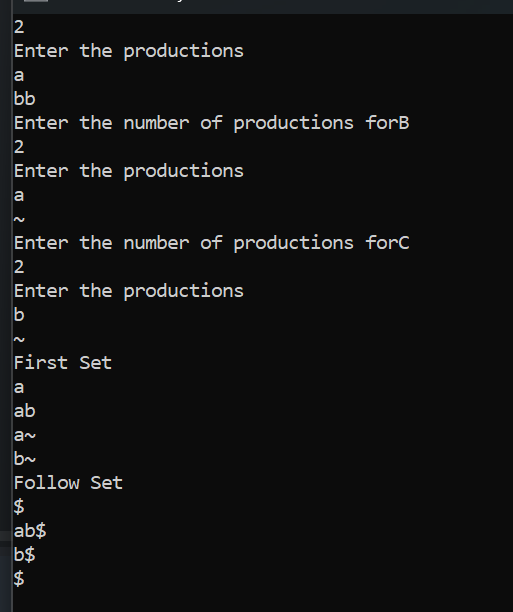 2
Enter the productions
a
bb
Enter the number of productions forB
2
Enter the productions
a
~
Enter the number of productions forC
2
Enter the productions
b
~
First Set
a
ab
a~
b~
Follow Set
$
ab$
b$
$